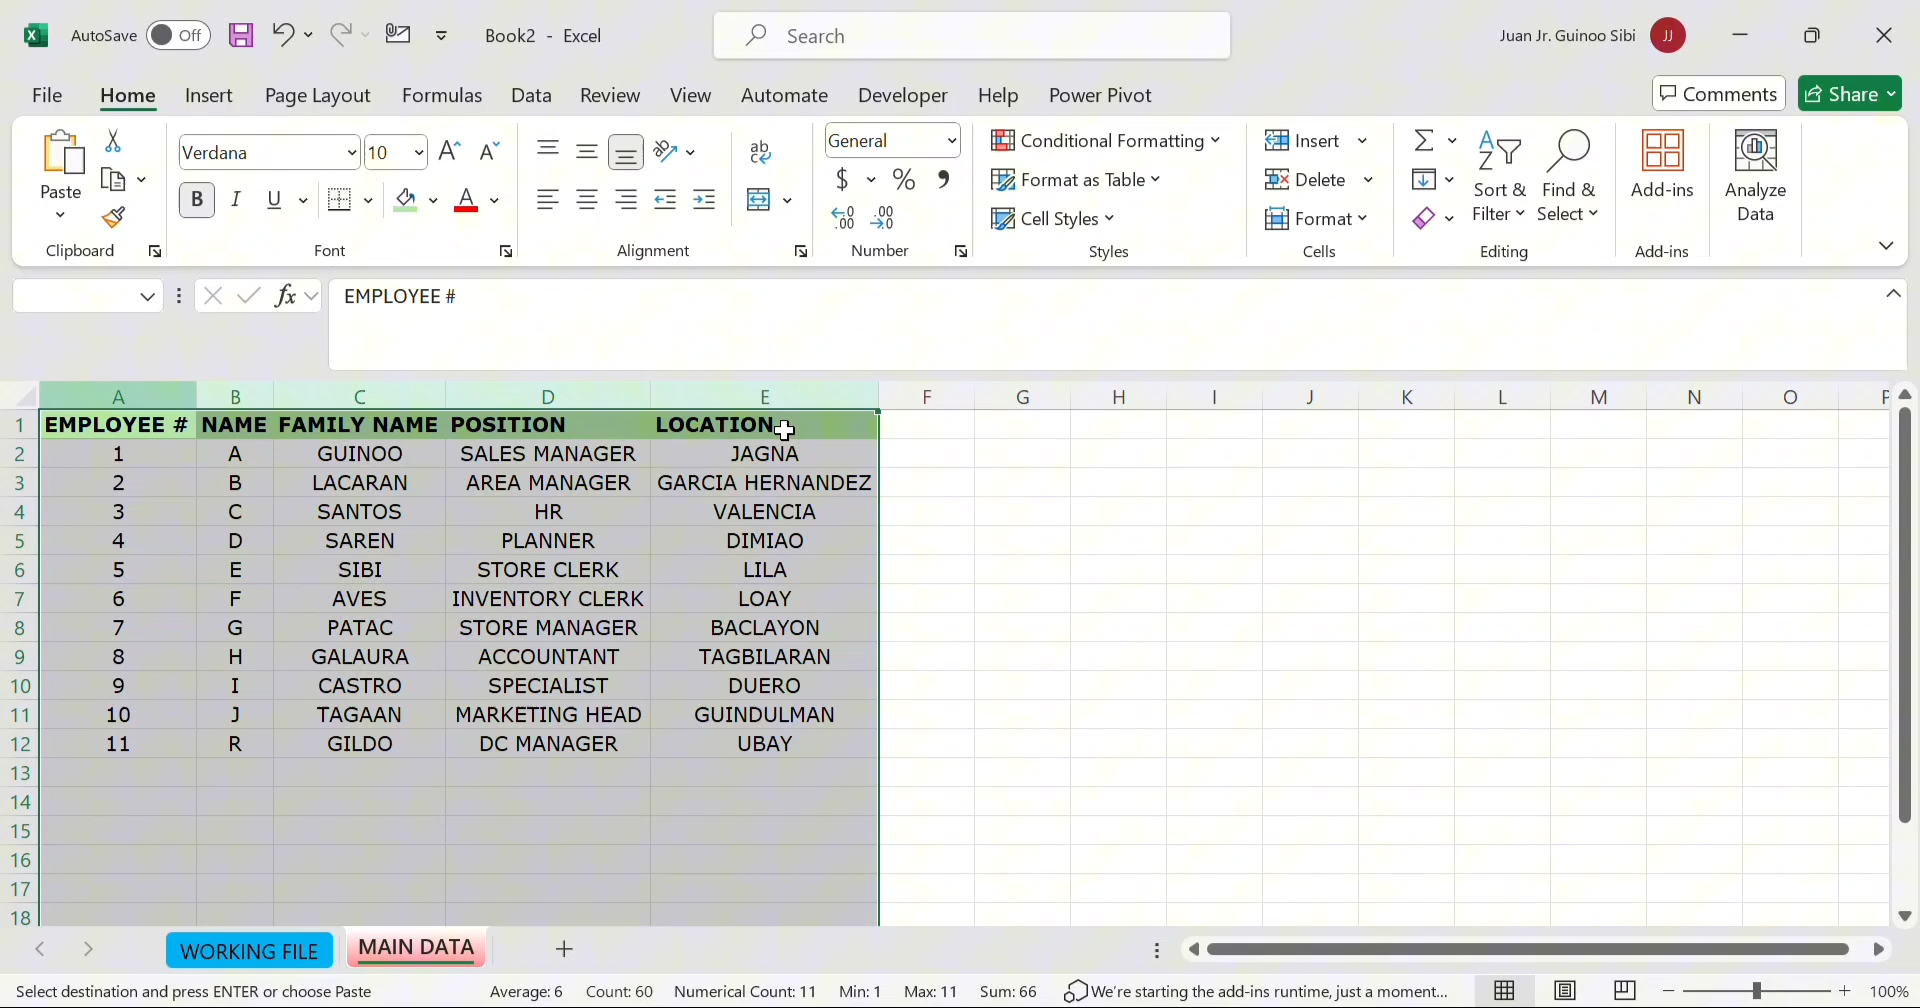 AutoSave Off Book2 - Excel Search Juan Jr. Guinoo Sibi JJ
File Home Insert Page Layout Formulas Data Review View Automate Developer Help Power Pivot Comments Share
Paste
Clipboard
Verdana 10
B I U A
Font
ab
Alignment
General
$ % 9
.00 .00
Number
Conditional Formatting
Format as Table
Cell Styles
Styles
Insert
Delete
Format
Cells
Sort & Filter
Find & Select
Editing
Add-ins
Add-ins
Analyze Data
fx EMPLOYEE #
A B C D E F G H I J K L M N O P
1 EMPLOYEE # NAME FAMILY NAME POSITION LOCATION
2 1 A GUINOO SALES MANAGER JAGNA
3 2 B LACARAN AREA MANAGER GARCIA HERNANDEZ
4 3 C SANTOS HR VALENCIA
5 4 D SAREN PLANNER DIMIAO
6 5 E SIBI STORE CLERK LILA
7 6 F AVES INVENTORY CLERK LOAY
8 7 G PATAC STORE MANAGER BACLAYON
9 8 H GALAURA ACCOUNTANT TAGBILARAN
10 9 I CASTRO SPECIALIST DUERO
11 10 J TAGAAN MARKETING HEAD GUINDULMAN
12 11 R GILDO DC MANAGER UBAY
13
14
15
16
17
18
WORKING FILE MAIN DATA
Select destination and press ENTER or choose Paste Average: 6 Count: 60 Numerical Count: 11 Min: 1 Max: 11 Sum: 66 We're starting the add-ins runtime, just a moment... 100%